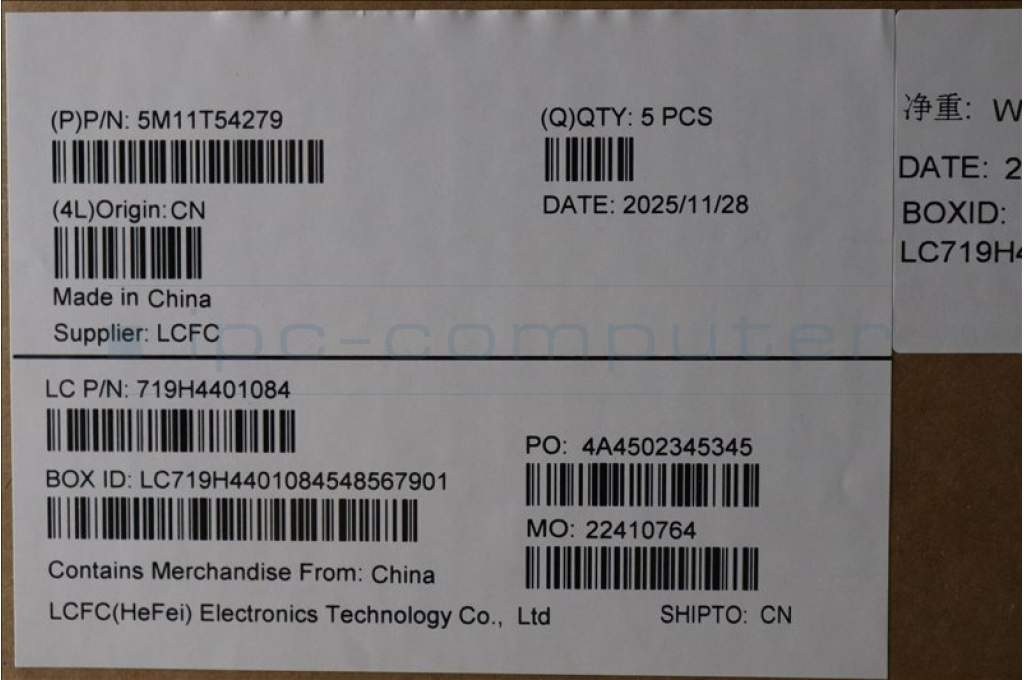 (P)P/N: 5M11T54279
(Q)QTY: 5 PCS
(4L)Origin:CN
DATE: 2025/11/28
Made in China
Supplier: LCFC
ipc-computer
LC P/N: 719H4401084
PO: 4A4502345345
BOX ID: LC719H4401084548567901
MO: 22410764
Contains Merchandise From: China
LCFC(HeFei) Electronics Technology Co., Ltd
SHIPTO: CN
净重: W
DATE: 2
BOXID:
LC719H4